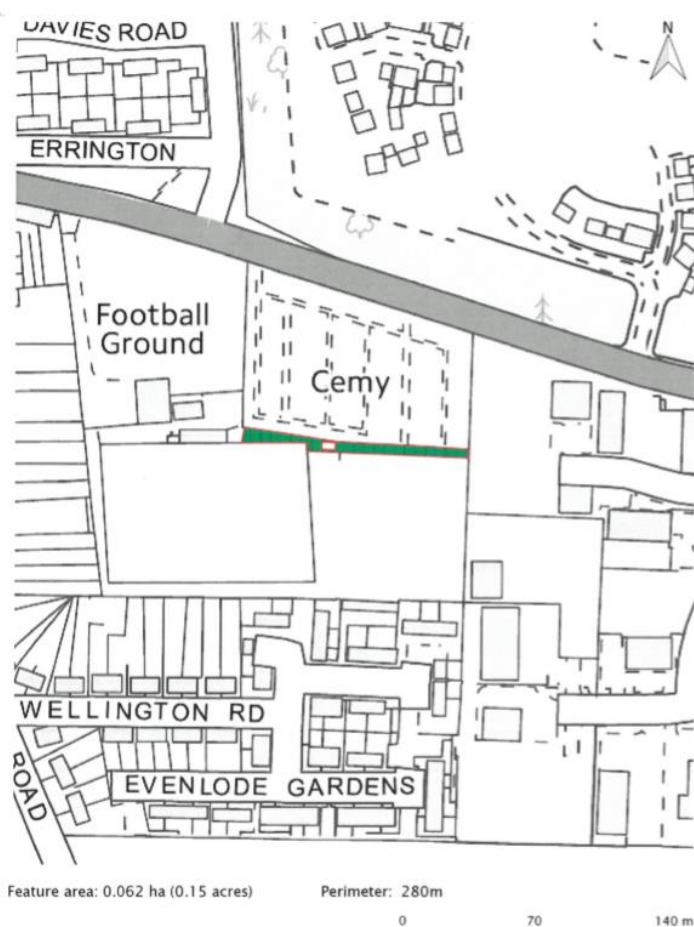 DAVIES ROAD
N
ERRINGTON
Football
Ground
Cemy
WELLINGTON RD
ROAD
EVENLODE GARDENS
Feature area: 0.062 ha (0.15 acres) Perimeter: 280m
0 70 140 m